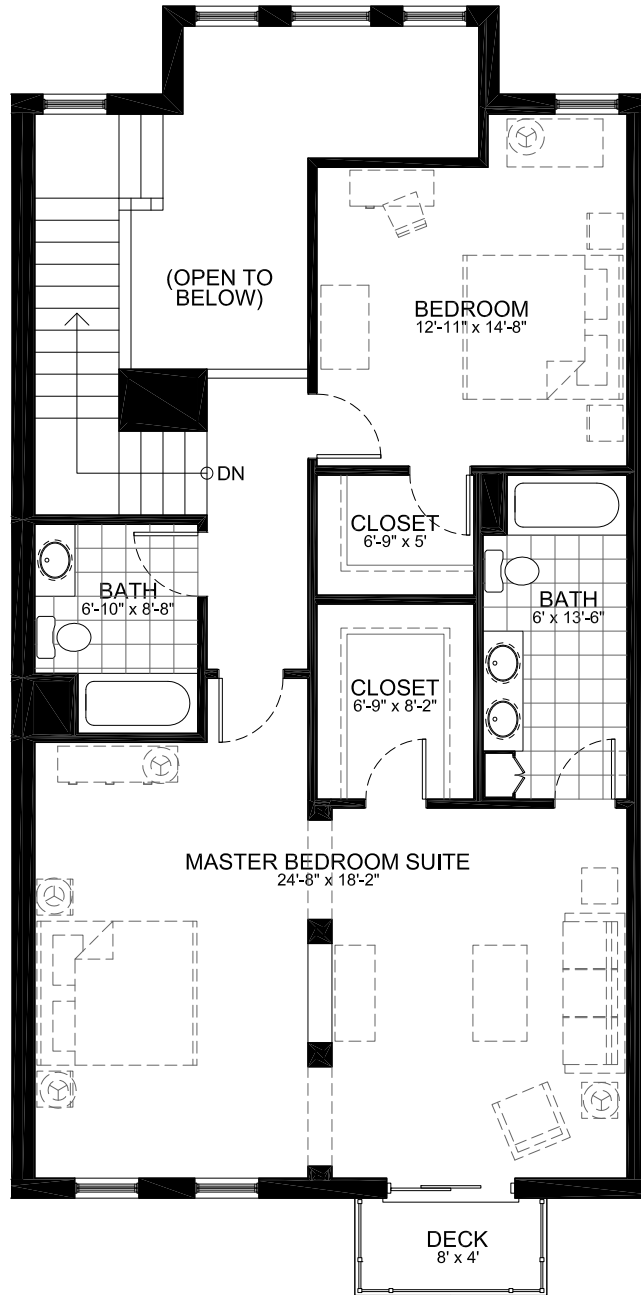 (OPEN TO
BELOW)
BEDROOM
12'-11" x 14'-8"
DN
CLOSET
6'-9" x 5'
BATH
6'-10" x 8'-8"
BATH
6' x 13'-6"
CLOSET
6'-9" x 8'-2"
MASTER BEDROOM SUITE
24'-8" x 18'-2"
DECK
8' x 4'